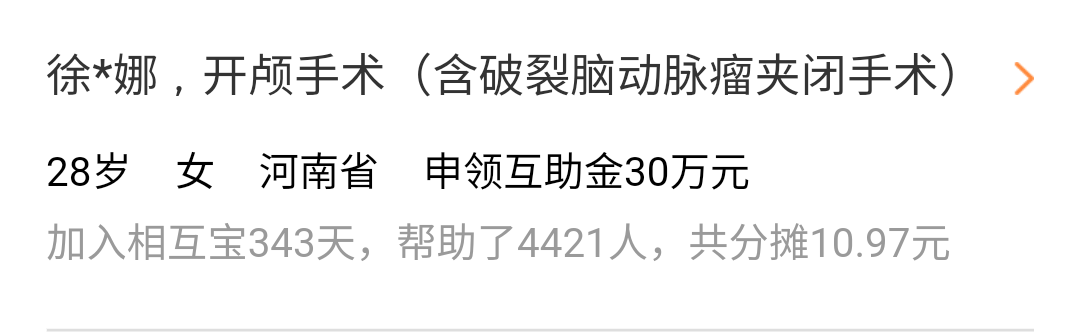 徐*娜，开颅手术（含破裂脑动脉瘤夹闭手术）
28岁 女 河南省 申领互助金30万元
加入相互宝343天，帮助了4421人，共分摊10.97元